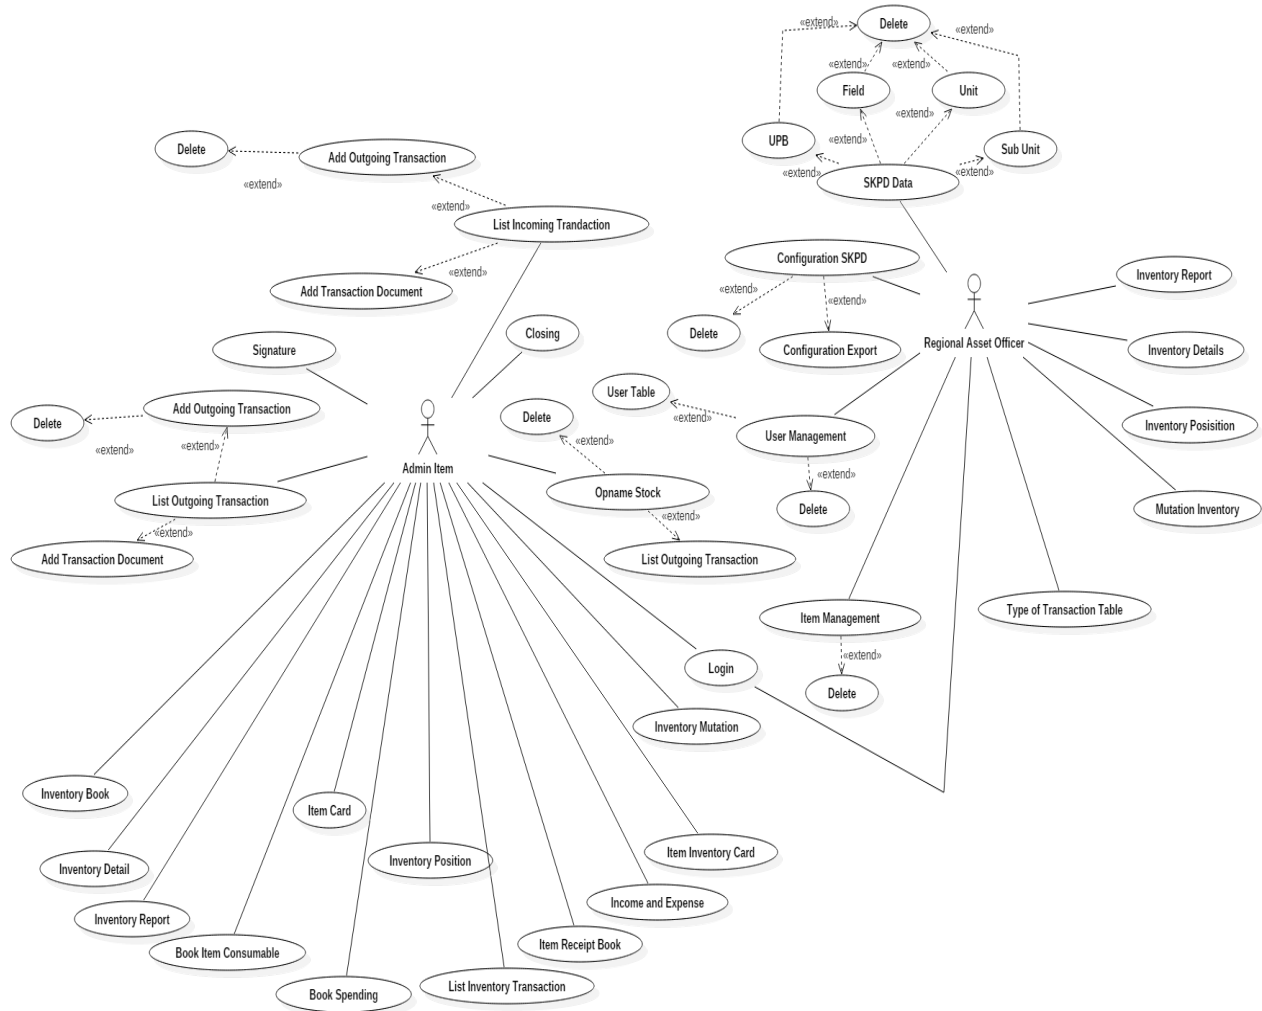 Delete
«extend»
«extend»
«extend»
«extend»
Field
Unit
«extend»
Delete
Add Outgoing Transaction
UPB
«extend»
Sub Unit
«extend»
«extend»
«extend»
SKPD Data
«extend»
List Incoming Trandaction
Configuration SKPD
«extend»
Inventory Report
Add Transaction Document
«extend»
«extend»
Closing
Delete
Regional Asset Officer
Signature
Configuration Export
Inventory Details
User Table
Delete
Add Outgoing Transaction
Delete
«extend»
Inventory Posisition
«extend»
«extend»
«extend»
User Management
Admin Item
«extend»
Opname Stock
List Outgoing Transaction
Delete
Mutation Inventory
«extend»
«extend»
Add Transaction Document
List Outgoing Transaction
Item Management
Type of Transaction Table
«extend»
Login
Delete
Inventory Mutation
Inventory Book
Item Card
Inventory Position
Item Inventory Card
Inventory Detail
Income and Expense
Inventory Report
Item Receipt Book
Book Item Consumable
List Inventory Transaction
Book Spending